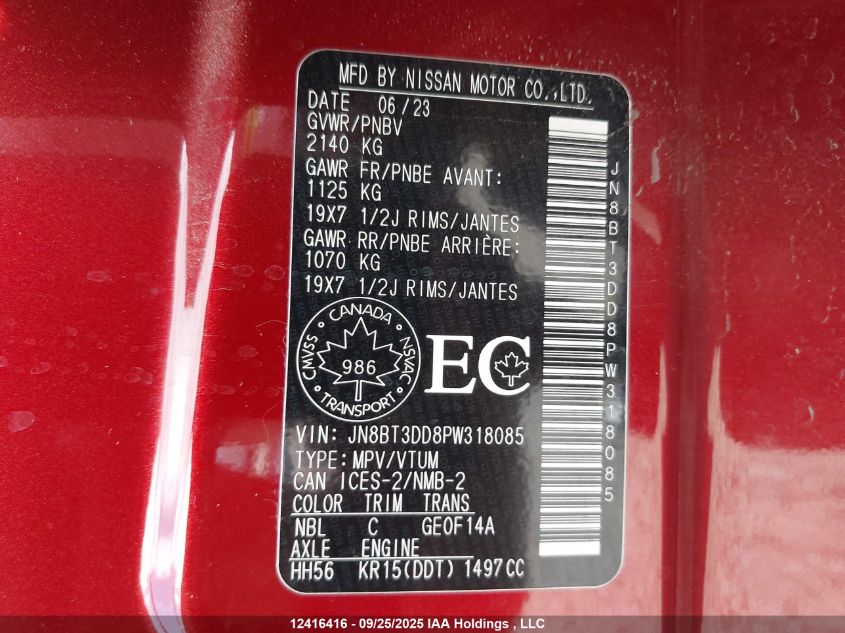 MFD BY NISSAN MOTOR CO.,LTD.
DATE 06/23
GVWR/PNBV
2140 KG
GAWR FR/PNBE AVANT:
1125 KG
19X7 1/2J RIMS/JANTES
GAWR RR/PNBE ARRIÈRE:
1070 KG
19X7 1/2J RIMS/JANTES
CANADA
CMVSS
NSVAC
986
TRANSPORT
EC
VIN: JN8BT3DD8PW318085
TYPE: MPV/VTUM
CAN ICES-2/NMB-2
COLOR TRIM TRANS
NBL C GE0F14A
AXLE ENGINE
HH56 KR15(DDT) 1497CC
JN8BT3DD8PW318085
12416416 - 09/25/2025 IAA Holdings , LLC